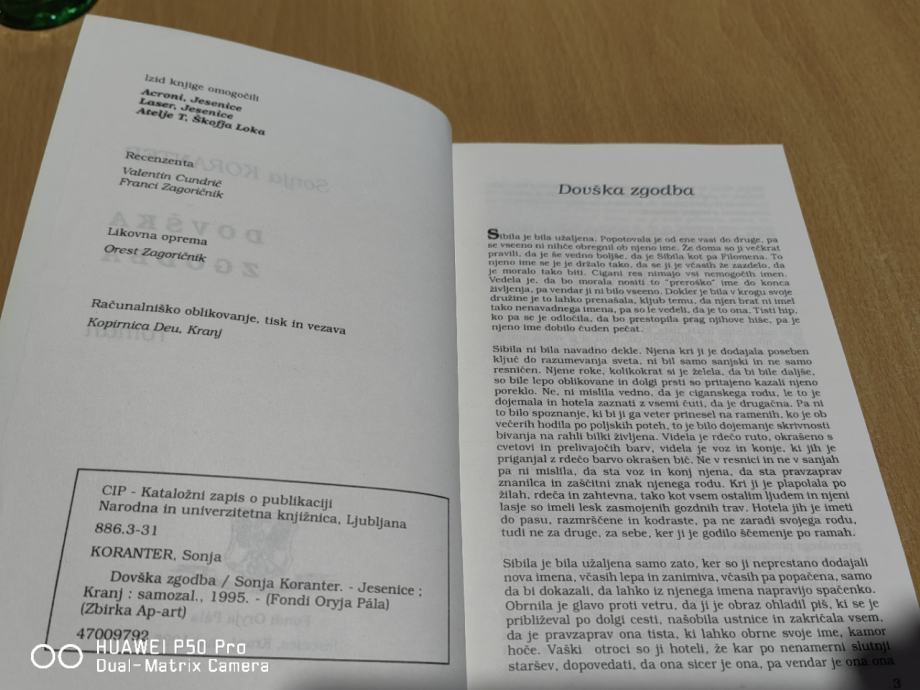 Izid knjige omogočili
Acroni, Jesenice
Laser, Jesenice
Atelje T, Škofja Loka
Recenzenta
Valentin Cundrič
Franci Zagoričnik
Likovna oprema
Orest Zagoričnik
Računalniško oblikovanje, tisk in vezava
Kopirnica Deu, Kranj
CIP - Kataložni zapis o publikaciji
Narodna in univerzitetna knjižnica, Ljubljana
886.3-31
KORANTER, Sonja
Dovška zgodba / Sonja Koranter. - Jesenice ;
Kranj : samozal., 1995. - (Fondi Oryja Pála)
(Zbirka Ap-art)
47009792
Dovška zgodba
Sibila je bila užaljena. Popotovala je od ene vasi do druge, pa
se vseeno ni nihče obregnil ob njeno ime. Že doma so ji večkrat
pravili, da je še vedno boljše, da je Sibila kot pa Filomena. To
njeno ime se je je držalo tako, da se ji je včasih že zazdelo, da
je moralo tako biti. Cigani res nimajo vsi nemogočih imen.
Vedela je, da bo morala nositi to "preroško" ime do konca
življenja, pa vendar ji ni bilo vseeno. Dokler je bila v krogu svoje
družine je to lahko prenašala, kljub temu, da njen brat ni imel
tako nenavadnega imena, pa so le vedeli, da je to ona. Tisti hip,
ko pa se je odločila, da bo prestopila prag njihove hiše, pa je
njeno ime dobilo čuden pečat.
Sibila ni bila navadno dekle. Njena kri ji je dodajala poseben
ključ do razumevanja sveta, ni bil samo sanjski in ne samo
resničen. Njene roke, kolikokrat si je želela, da bi bile daljše,
so bile lepo oblikovane in dolgi prsti so pritajeno kazali njeno
poreklo. Ne, ni mislila vedno, da je ciganskega rodu, le to je
dojemala in hotela zaznati z vsemi čuti, da je drugačna. Pa ni
to bilo spoznanje, ki bi ji ga veter prinesel na ramenih, ko je ob
večerih hodila po poljskih poteh, to je bilo dojemanje skrivnosti
bivanja na rahli bilki življena. Videla je rdečo ruto, okrašeno s
cvetovi in prelivajočih barv, videla je voz in konje, ki jih je
priganjal z rdečo barvo okrašen bič. Ne v resnici in ne v sanjah
pa ni mislila, da sta voz in konj njena, da sta pravzaprav
znanilca in zaščitni znak njenega rodu. Kri ji je plapolala po
žilah, rdeča in zahtevna, tako kot vsem ostalim ljudem in njeni
lasje so imeli lesk zasmojenih gozdnih trav. Hotela jih je imeti
do pasu, razmrščene in kodraste, pa ne zaradi svojega rodu,
tudi ne za druge, za sebe, ker ji je godilo ščemenje po ramah.
Sibila je bila užaljena samo zato, ker so ji neprestano dodajali
nova imena, včasih lepa in zanimiva, včasih pa popačena, samo
da bi dokazali, da lahko iz njenega imena napravijo spačenko.
Obrnila je glavo proti vetru, da ji je obraz ohladil piš, ki se je
približeval po dolgi cesti, našobila ustnice in zakričala vsem,
da je pravzaprav ona tista, ki lahko obrne svoje ime, kamor
hoče. Vaški otroci so ji hoteli, že kar po nenamerni slutnji
staršev, dopovedati, da ona sicer je ona, pa vendar je ona ona
3
HUAWEI P50 Pro
Dual-Matrix Camera